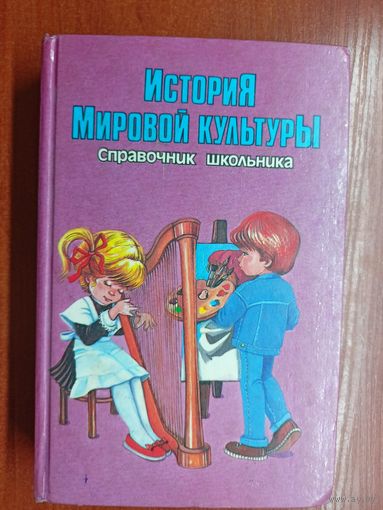 История
Мировой культуры
Справочник школьника